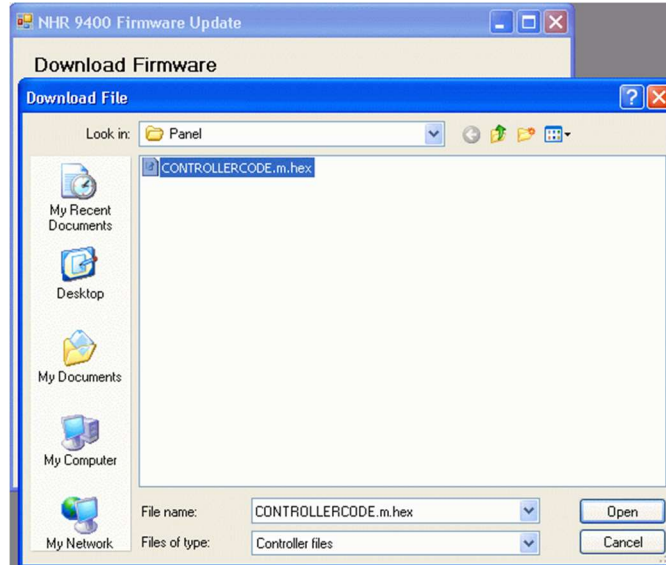 NHR 9400 Firmware Update
Download Firmware
Download File
Look in:
Panel
CONTROLLERCODE.m.hex
My Recent
Documents
Desktop
My Documents
My Computer
My Network
File name:
CONTROLLERCODE.m.hex
Open
Files of type:
Controller files
Cancel